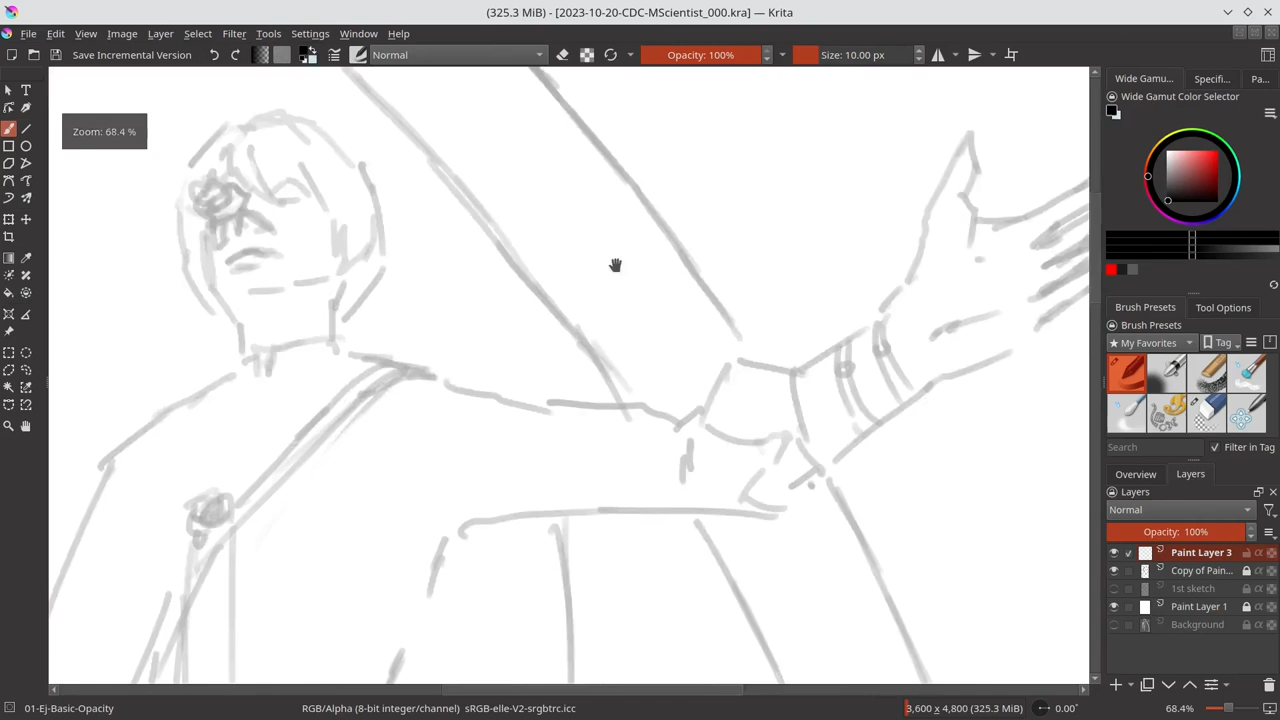 (325.3 MiB) - [2023-10-20-CDC-MScientist_000.kra] — Krita
File Edit View Image Layer Select Filter Tools Settings Window Help
Save Incremental Version
Normal
Opacity: 100%
Size: 10.00 px
Zoom: 68.4 %
Wide Gamu... Specifi... Pa...
Wide Gamut Color Selector
Brush Presets Tool Options
Brush Presets
My Favorites Tag
Search Filter in Tag
Overview Layers
Layers
Normal
Opacity: 100%
Paint Layer 3
Copy of Pain...
1st sketch
Paint Layer 1
Background
01-Ej-Basic-Opacity
RGB/Alpha (8-bit integer/channel) sRGB-elle-V2-srgbtrc.icc
3,600 x 4,800 (325.3 MiB)
0.00°
68.4%